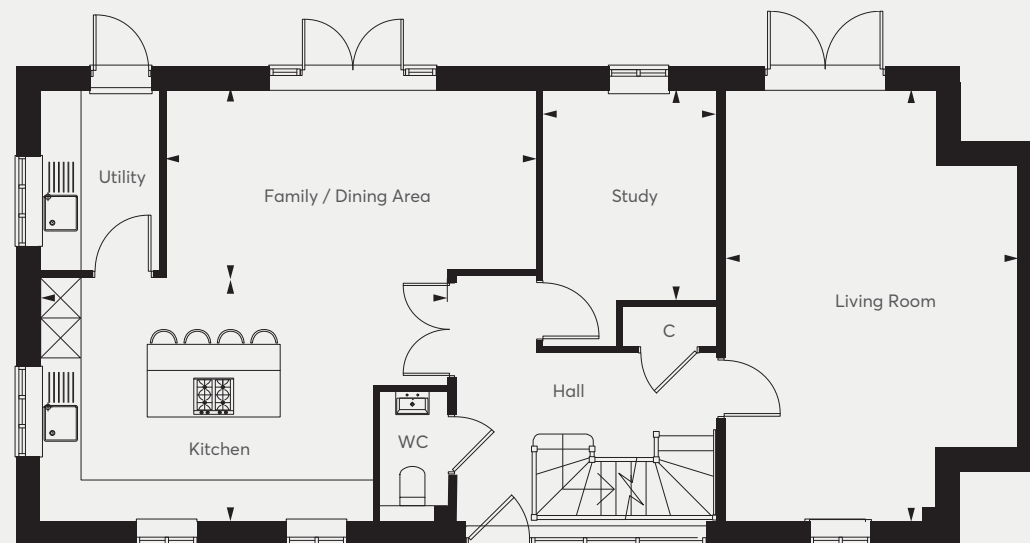 Utility
Family / Dining Area
Study
Living Room
C
Hall
WC
Kitchen